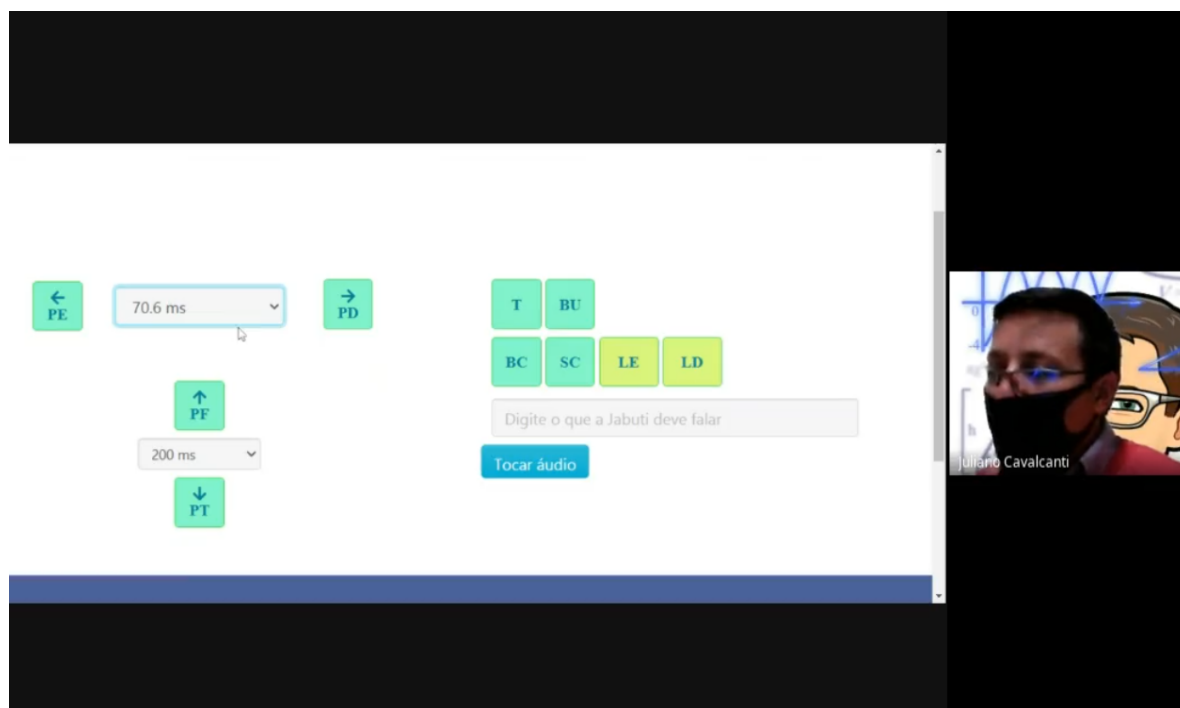 ←
PE
70.6 ms
→
PD
↑
PF
200 ms
↓
PT
T BU
BC SC LE LD
Digite o que a Jabuti deve falar
Tocar áudio
Juliano Cavalcanti